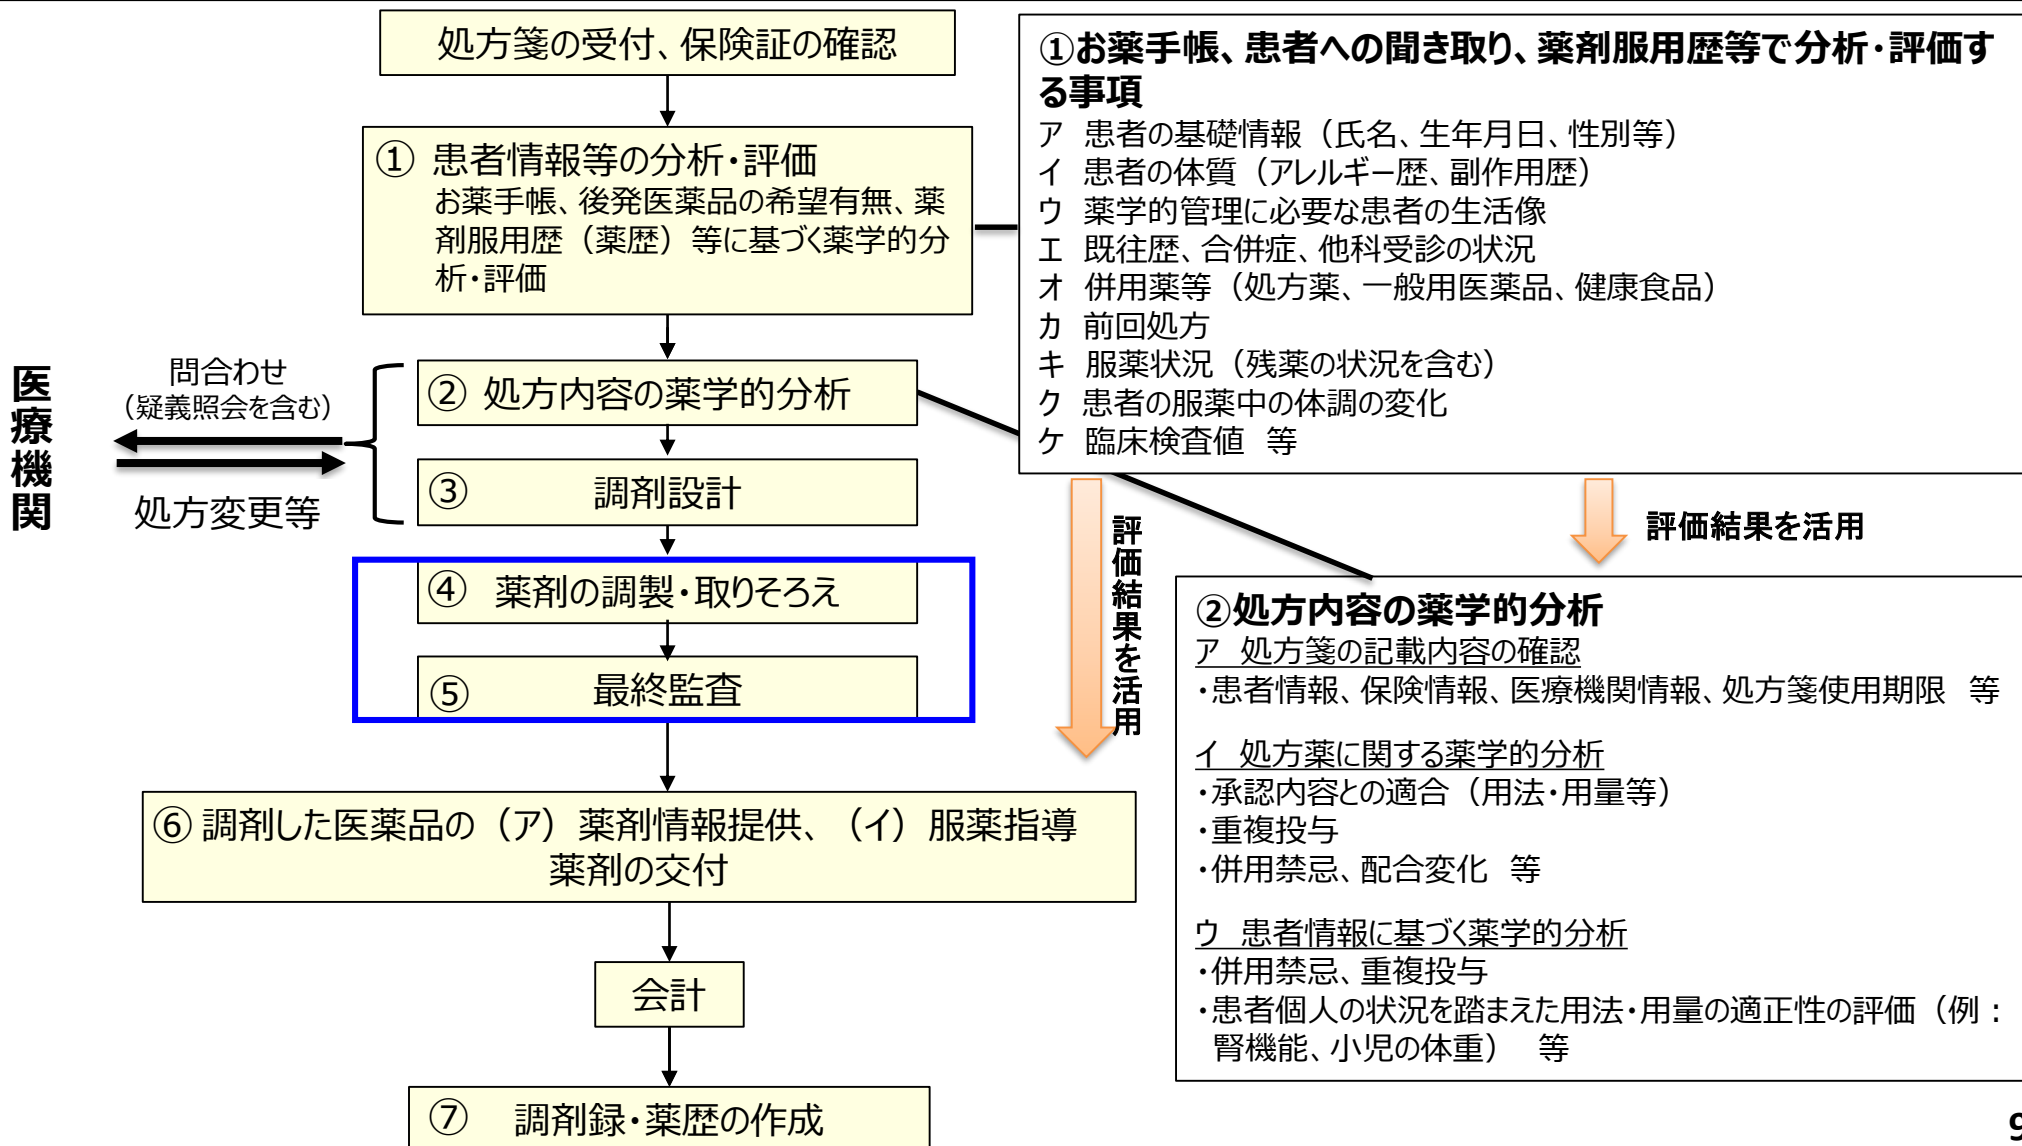 処方箋の受付、保険証の確認
① 患者情報等の分析・評価
お薬手帳、後発医薬品の希望有無、薬
剤服用歴（薬歴）等に基づく薬学的分
析・評価
医療機関
問合わせ
（疑義照会を含む）
処方変更等
② 処方内容の薬学的分析
③ 調剤設計
④ 薬剤の調製・取りそろえ
⑤ 最終監査
⑥ 調剤した医薬品の（ア）薬剤情報提供、（イ）服薬指導
薬剤の交付
会計
⑦ 調剤録・薬歴の作成
①お薬手帳、患者への聞き取り、薬剤服用歴等で分析・評価す
る事項
ア 患者の基礎情報（氏名、生年月日、性別等）
イ 患者の体質（アレルギー歴、副作用歴）
ウ 薬学的管理に必要な患者の生活像
エ 既往歴、合併症、他科受診の状況
オ 併用薬等（処方薬、一般用医薬品、健康食品）
カ 前回処方
キ 服薬状況（残薬の状況を含む）
ク 患者の服薬中の体調の変化
ケ 臨床検査値 等
評価結果を活用
評価結果を活用
②処方内容の薬学的分析
ア 処方箋の記載内容の確認
・患者情報、保険情報、医療機関情報、処方箋使用期限 等
イ 処方薬に関する薬学的分析
・承認内容との適合（用法・用量等）
・重複投与
・併用禁忌、配合変化 等
ウ 患者情報に基づく薬学的分析
・併用禁忌、重複投与
・患者個人の状況を踏まえた用法・用量の適正性の評価（例：
腎機能、小児の体重） 等
9